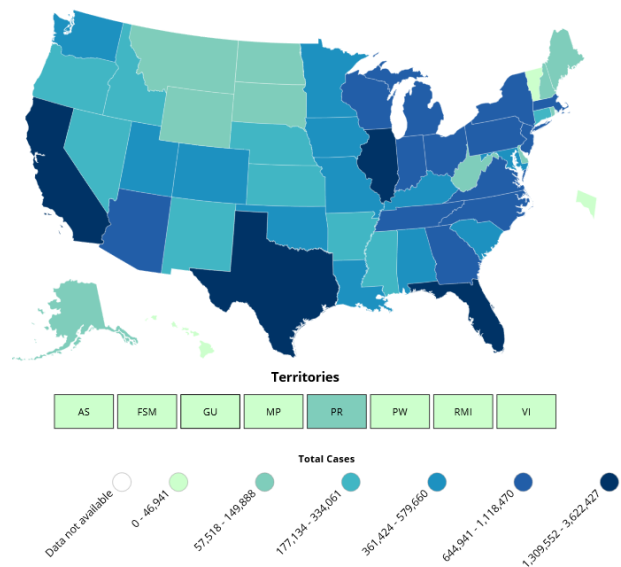 Territories
AS FSM GU MP PR PW RMI VI
Total Cases
Data not available
0 - 46,941
57,518 - 149,888
177,134 - 334,061
361,424 - 579,660
644,941 - 1,118,470
1,309,552 - 3,622,427